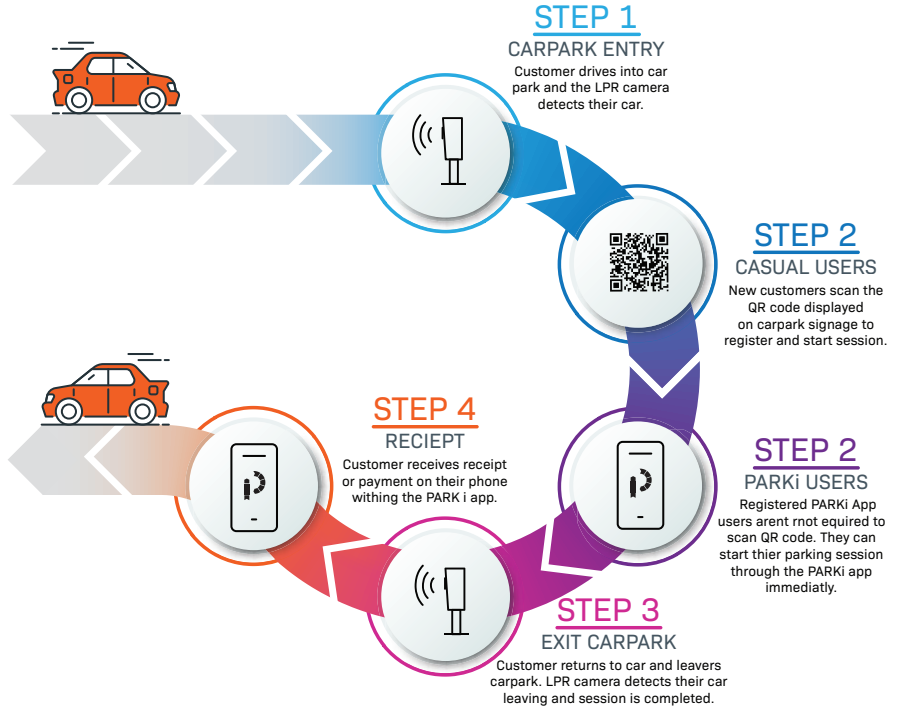 STEP 1
CARPARK ENTRY
Customer drives into car
park and the LPR camera
detects their car.
STEP 2
CASUAL USERS
New customers scan the
QR code displayed
on carpark signage to
register and start session.
STEP 2
PARKi USERS
Registered PARKi App
users arent rnot equired to
scan QR code. They can
start thier parking session
through the PARKi app
immediatly.
STEP 3
EXIT CARPARK
Customer returns to car and leavers
carpark. LPR camera detects their car
leaving and session is completed.
STEP 4
RECIEPT
Customer receives receipt
or payment on their phone
withing the PARK i app.